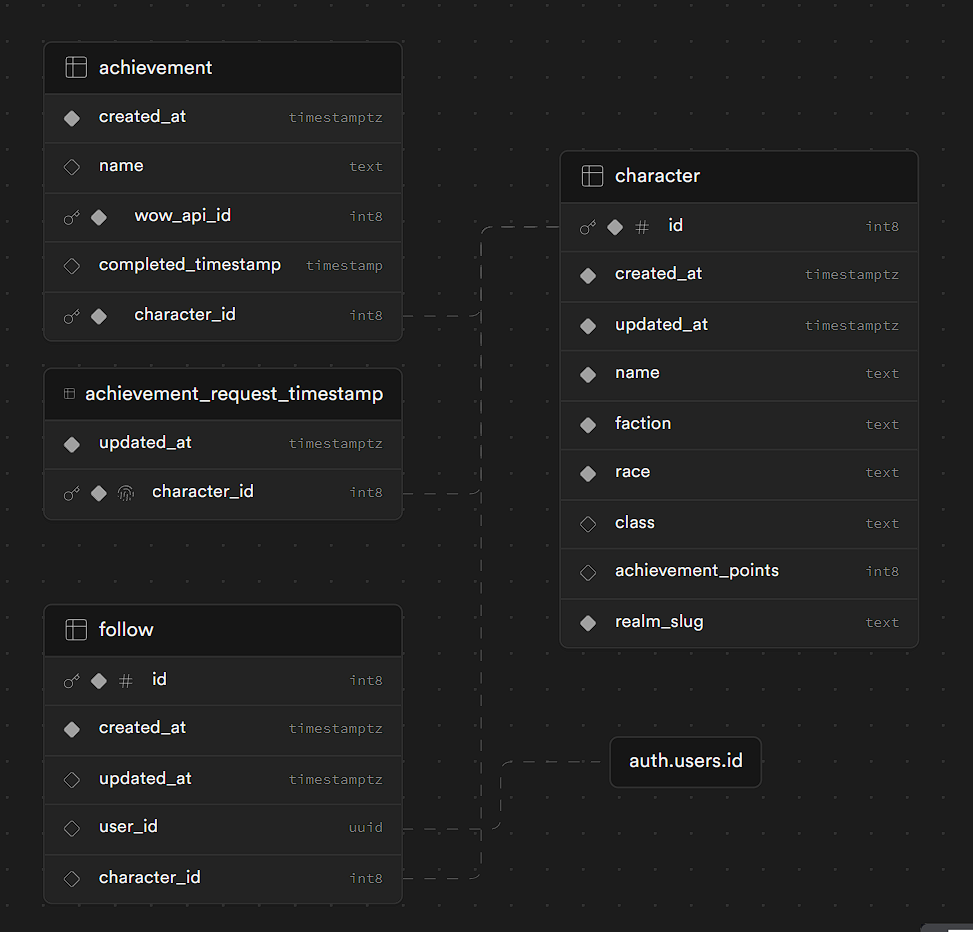 achievement
created_at timestamptz
name text
wow_api_id int8
completed_timestamp timestamp
character_id int8
achievement_request_timestamp
updated_at timestamptz
character_id int8
follow
id int8
created_at timestamptz
updated_at timestamptz
user_id uuid
character_id int8
character
id int8
created_at timestamptz
updated_at timestamptz
name text
faction text
race text
class text
achievement_points int8
realm_slug text
auth.users.id